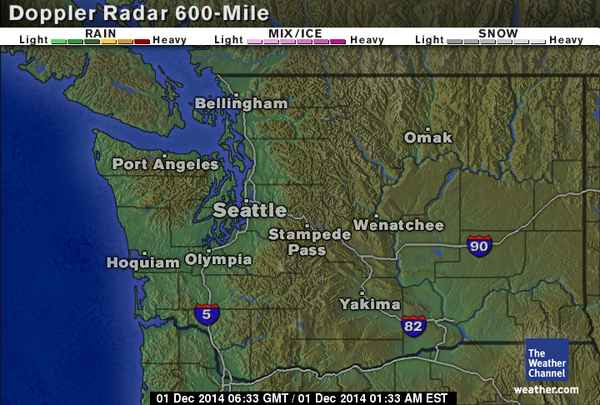 Doppler Radar 600-Mile
RAIN
Light Heavy
MIX/ICE
Light Heavy
SNOW
Light Heavy
Bellingham
Omak
Port Angeles
Seattle
Wenatchee
Stampede
Pass
90
Hoquiam
Olympia
Yakima
5
82
The
Weather
Channel
weather.com
01 Dec 2014 06:33 GMT / 01 Dec 2014 01:33 AM EST